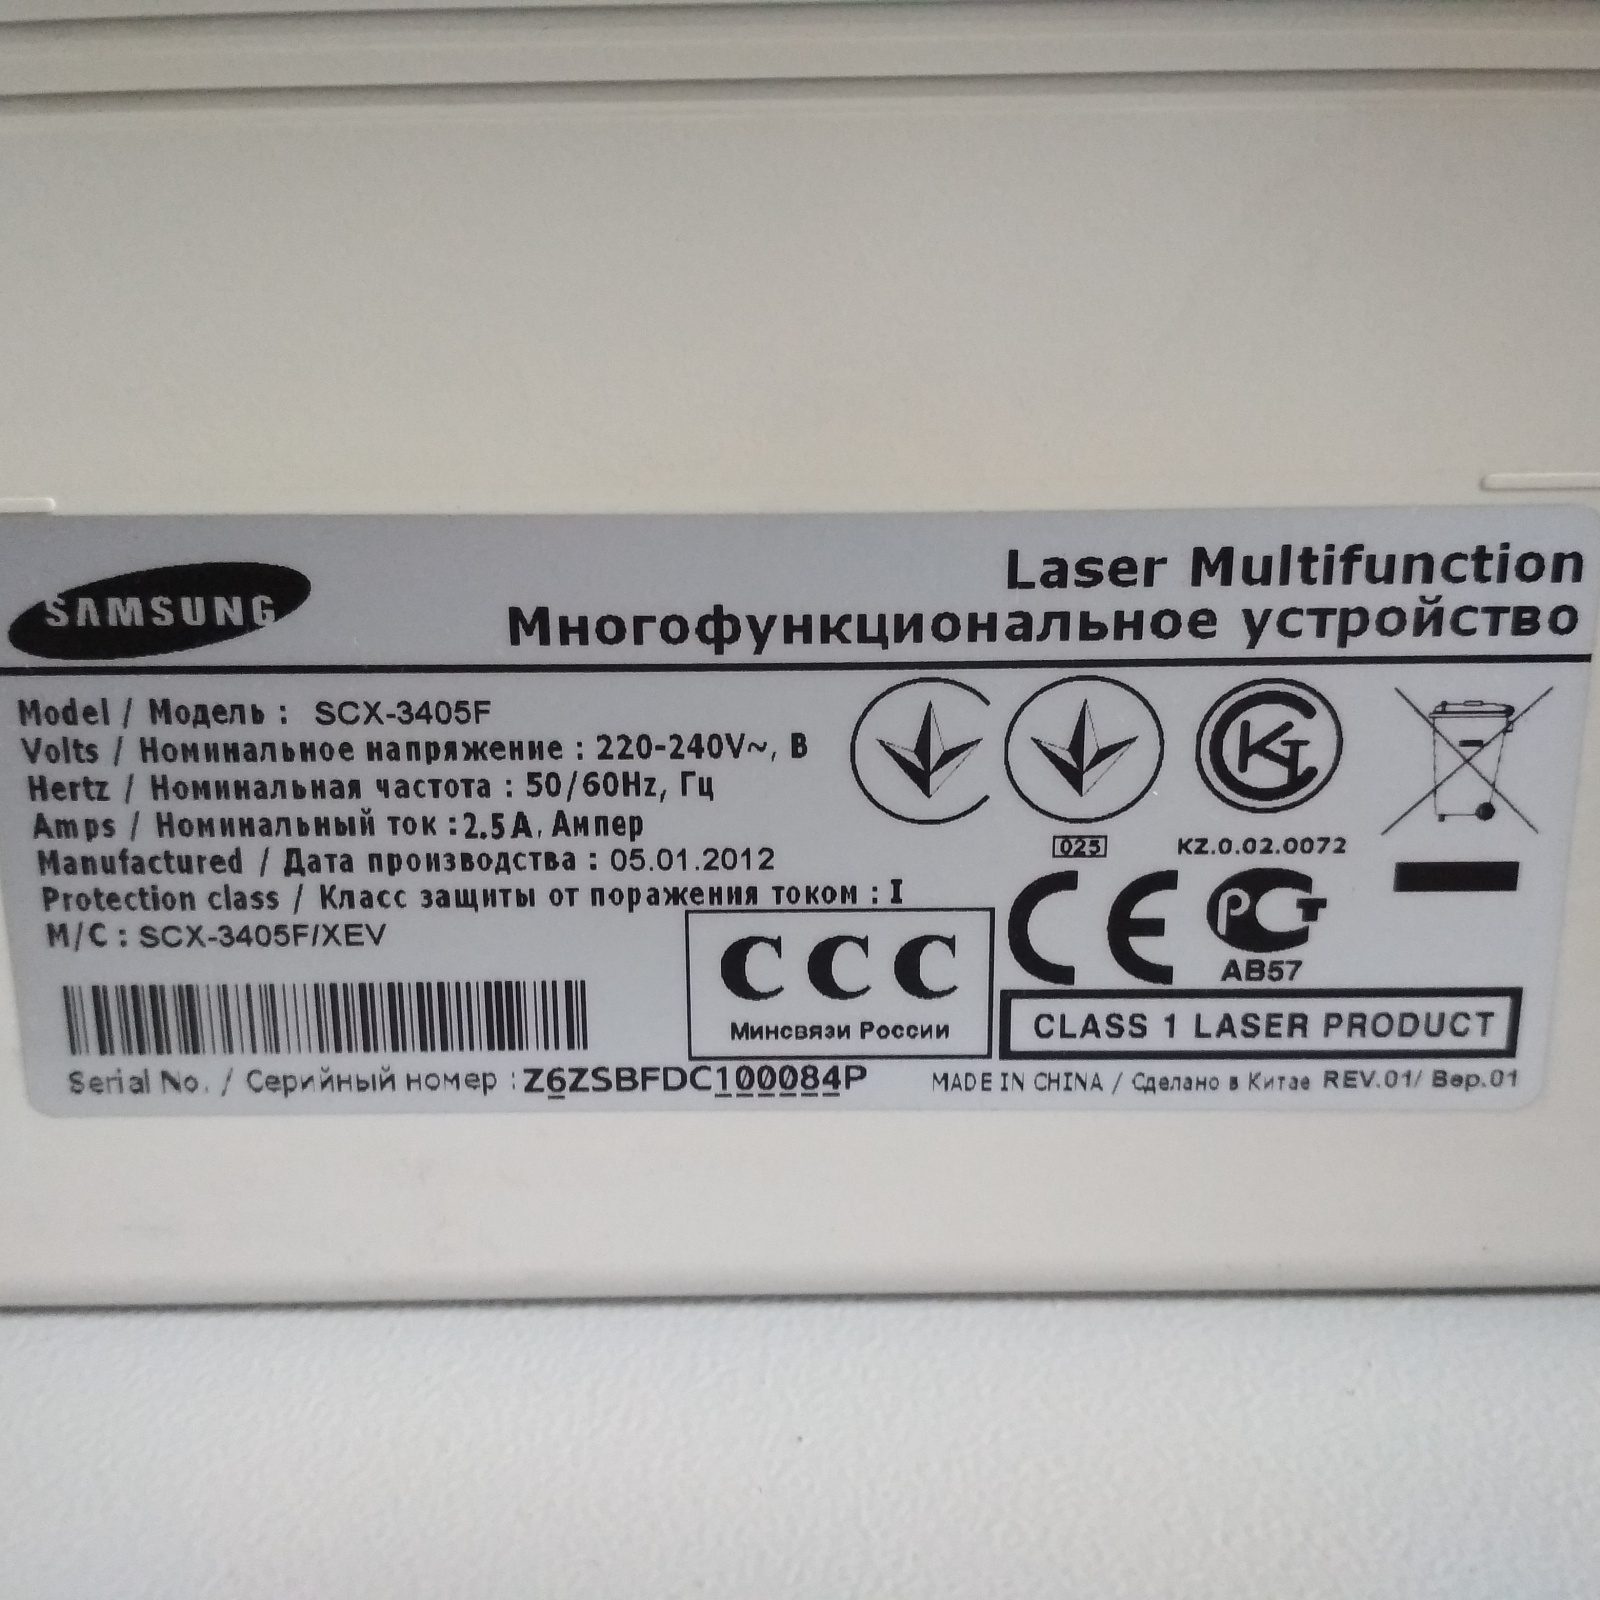 SAMSUNG
Laser Multifunction
Многофункциональное устройство
Model / Модель : SCX-3405F
Volts / Номинальное напряжение : 220-240V~, В
Hertz / Номинальная частота : 50/60Hz, Гц
Amps / Номинальный ток :2.5A, Ампер
Manufactured / Дата производства : 05.01.2012
Protection class / Класс защиты от поражения током : I
M/C : SCX-3405F/XEV
025
KZ.0.02.0072
CE
РСТ
АВ57
ССС
Минсвязи России
CLASS 1 LASER PRODUCT
Serial No. / Серийный номер : Z6ZSBFDC100084P
MADE IN CHINA / Сделано в Китае REV.01/ Вер.01